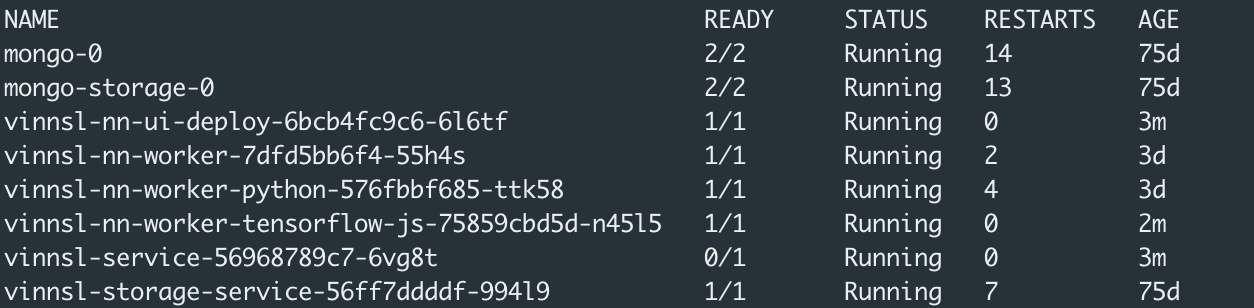 NAME READY STATUS RESTARTS AGE
mongo-0 2/2 Running 14 75d
mongo-storage-0 2/2 Running 13 75d
vinnsl-nn-ui-deploy-6bcb4fc9c6-6l6tf 1/1 Running 0 3m
vinnsl-nn-worker-7dfd5bb6f4-55h4s 1/1 Running 2 3d
vinnsl-nn-worker-python-576fbbf685-ttk58 1/1 Running 4 3d
vinnsl-nn-worker-tensorflow-js-75859cbd5d-n45l5 1/1 Running 0 2m
vinnsl-service-56968789c7-6vg8t 0/1 Running 0 3m
vinnsl-storage-service-56ff7ddddf-994l9 1/1 Running 7 75d